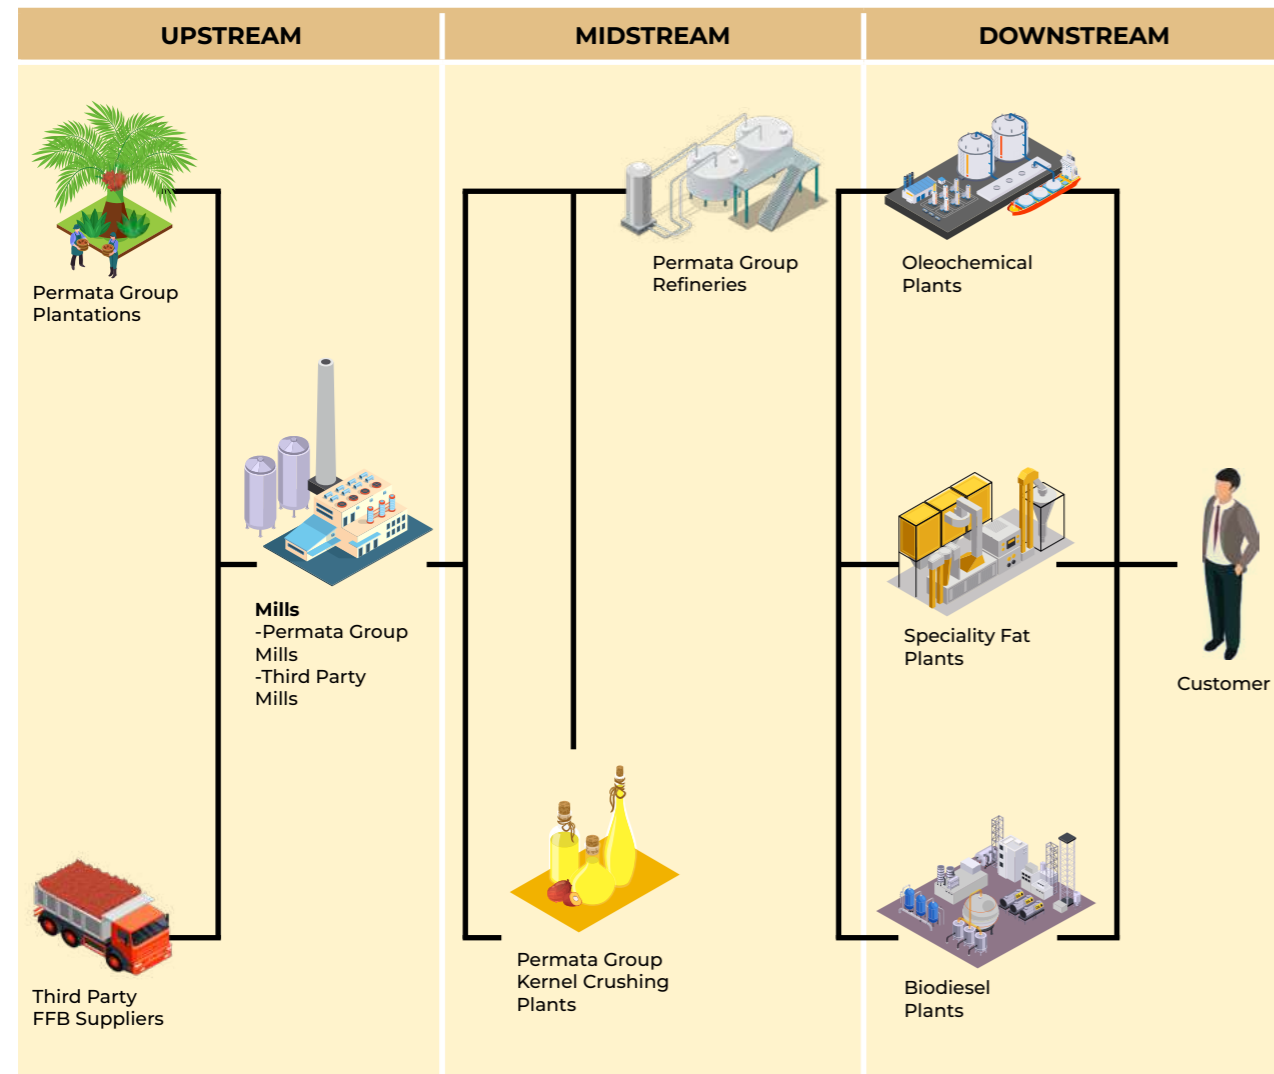 UPSTREAM
MIDSTREAM
DOWNSTREAM
Permata Group
Plantations
Mills
-Permata Group
Mills
-Third Party
Mills
Third Party
FFB Suppliers
Permata Group
Refineries
Permata Group
Kernel Crushing
Plants
Oleochemical
Plants
Speciality Fat
Plants
Biodiesel
Plants
Customer